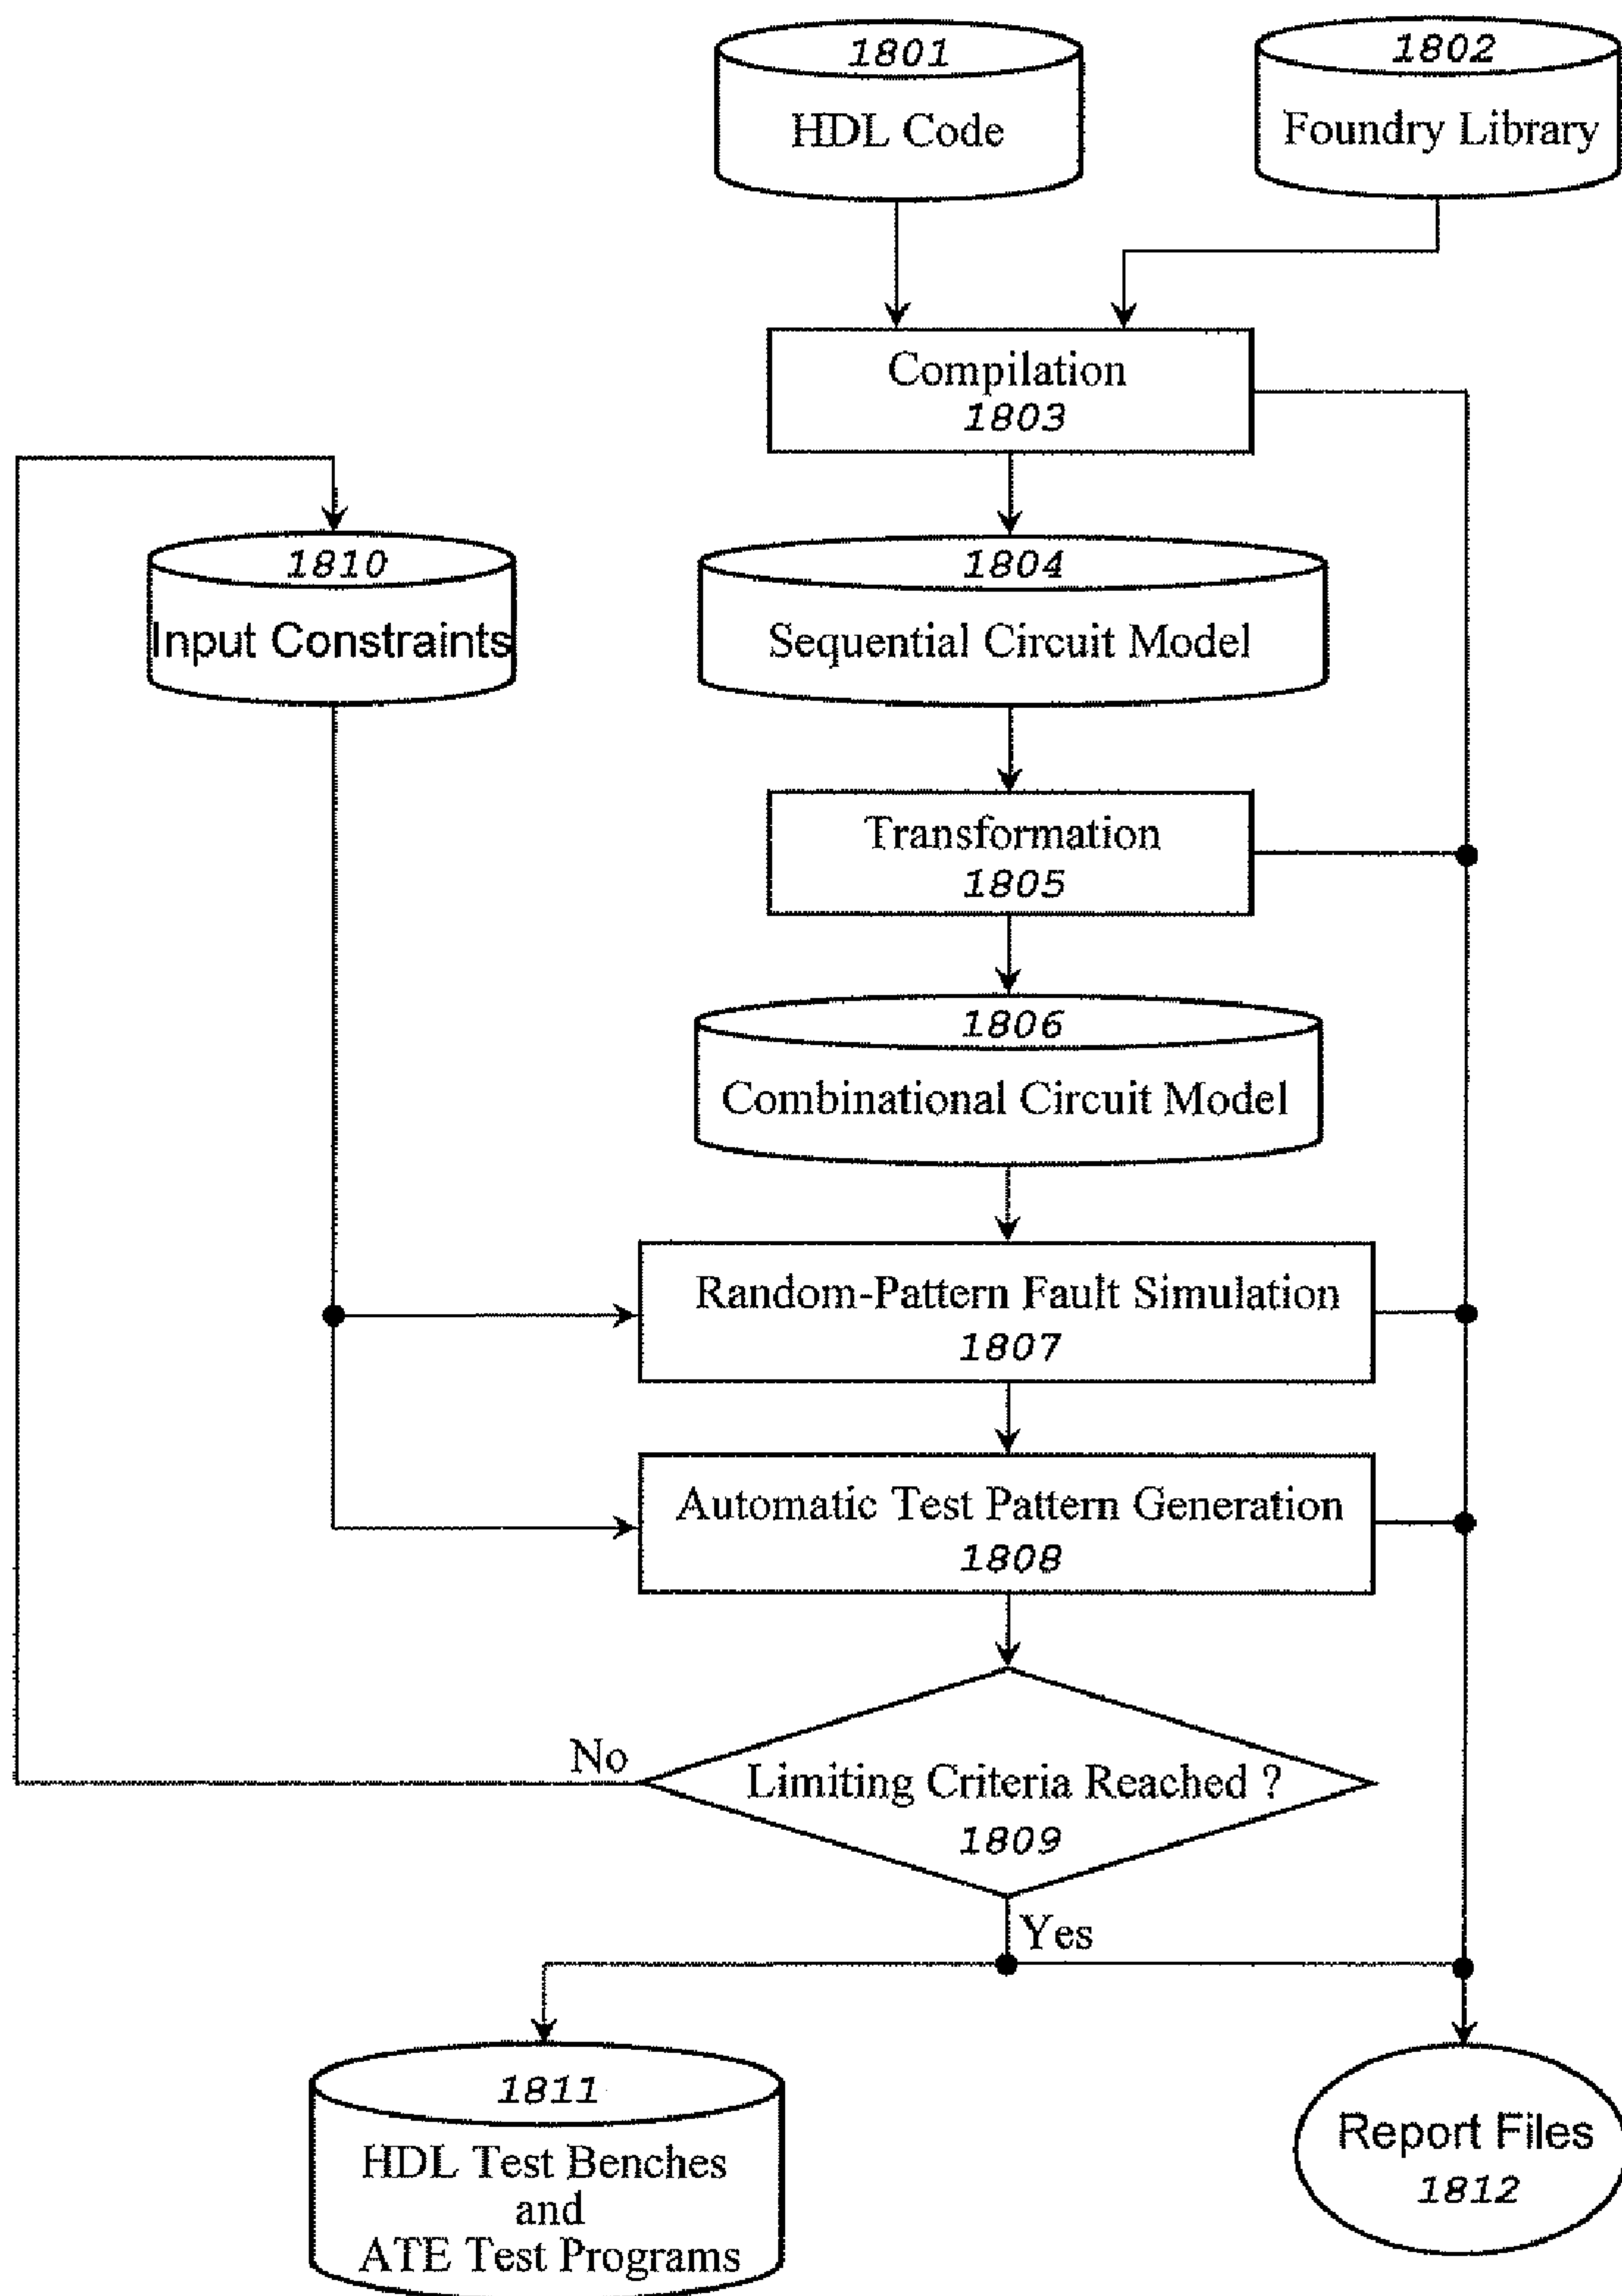 1801
HDL Code
1802
Foundry Library
Compilation
1803
1810
Input Constraints
1804
Sequential Circuit Model
Transformation
1805
1806
Combinational Circuit Model
Random-Pattern Fault Simulation
1807
Automatic Test Pattern Generation
1808
No
Limiting Criteria Reached ?
1809
Yes
1811
HDL Test Benches
and
ATE Test Programs
Report Files
1812